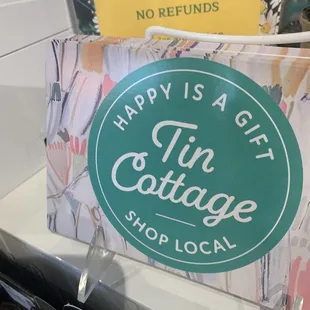 NO REFUNDS
HAPPY IS A GIFT
Tin
Cottage
SHOP LOCAL